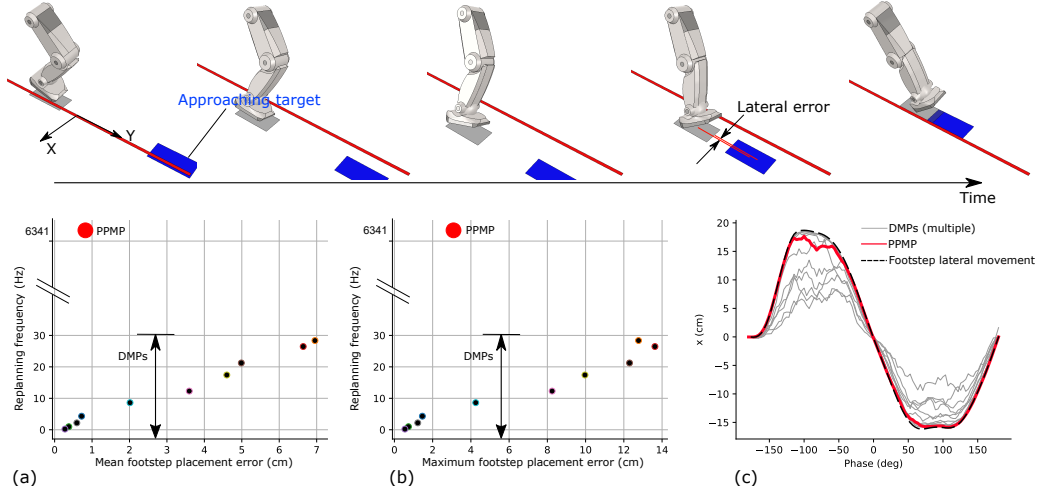 Approaching target
X
Y
Lateral error
Time
Replanning frequency (Hz)
6341
30
20
10
0
PPMP
DMPs
0 1 2 3 4 5 6 7
Mean footstep placement error (cm)
(a)
Replanning frequency (Hz)
6341
30
20
10
0
PPMP
DMPs
0 2 4 6 8 10 12 14
Maximum footstep placement error (cm)
(b)
x (cm)
20
15
10
5
0
−5
−10
−15
DMPs (multiple)
PPMP
Footstep lateral movement
−150 −100 −50 0 50 100 150
Phase (deg)
(c)